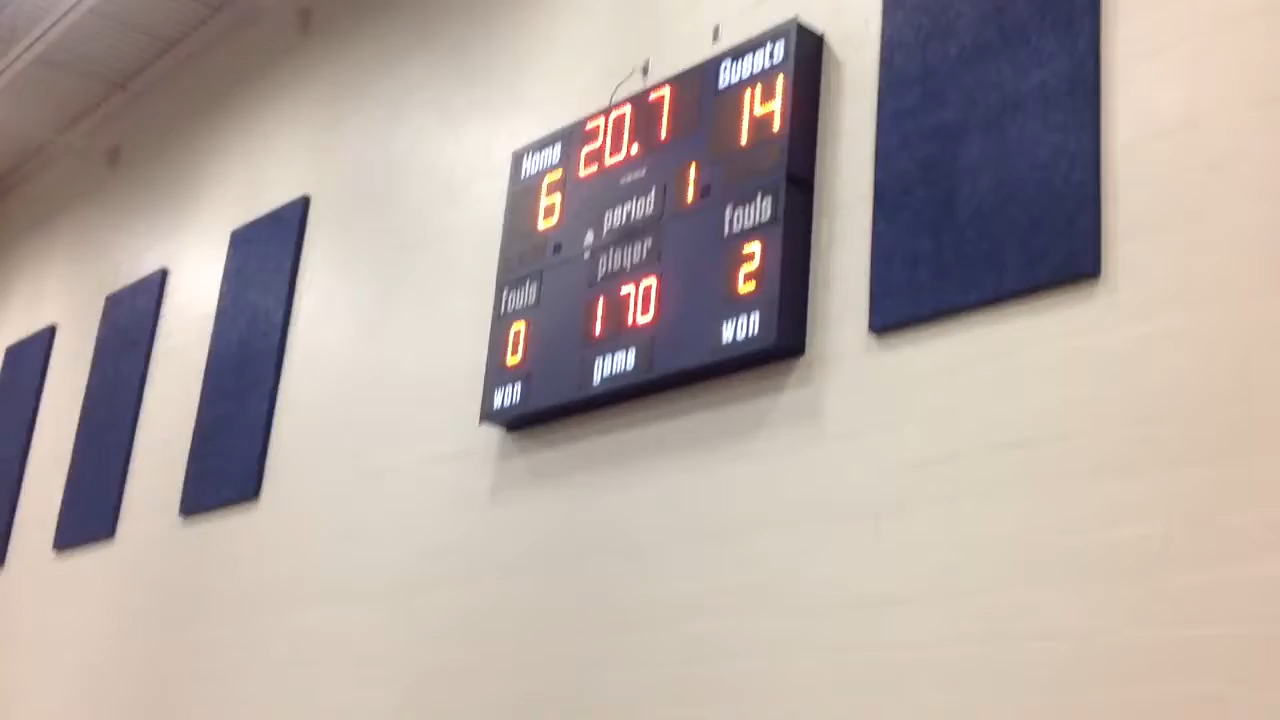 Home 20.7 Guests
6 14
period 1
fouls player fouls
0 1 70 2
won game won